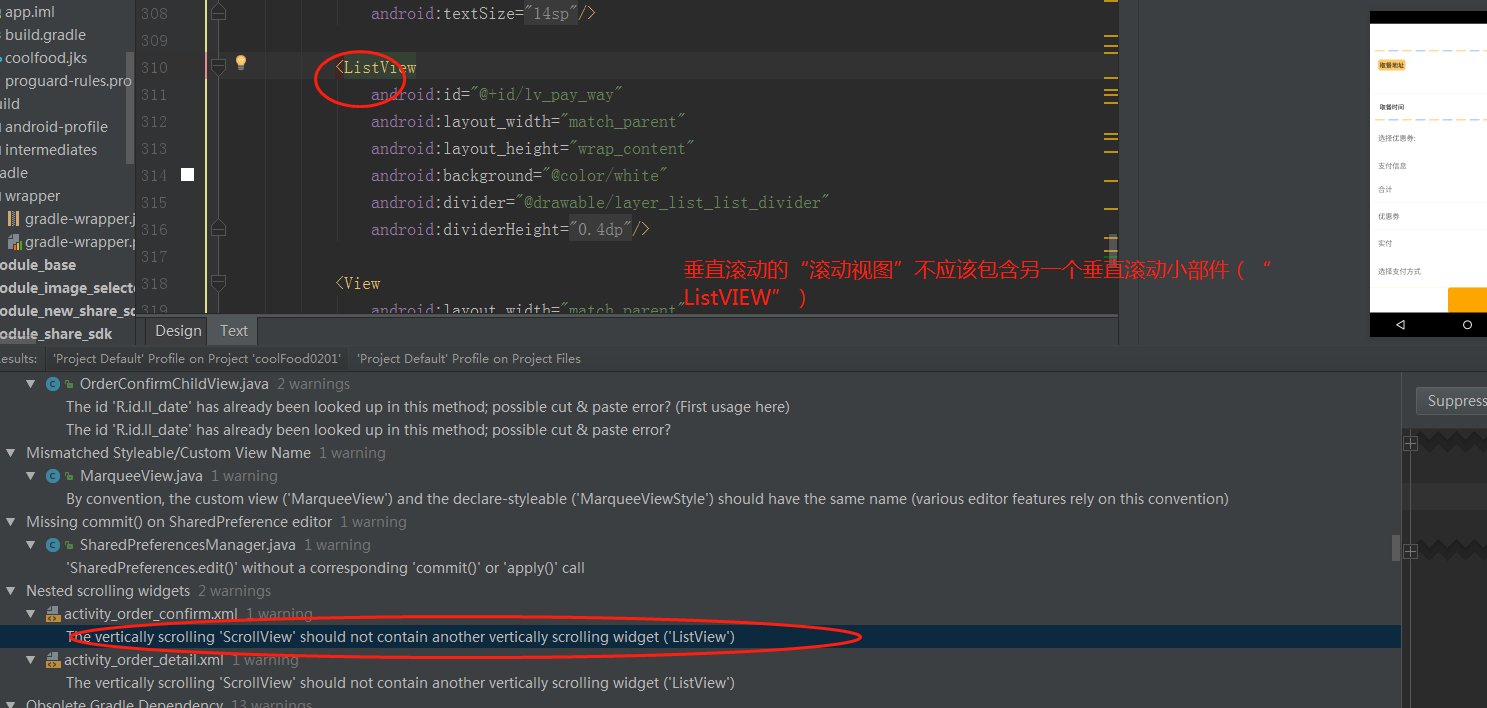 app.iml
build.gradle
coolfood.jks
proguard-rules.pro
uild
android-profile
intermediates
adle
wrapper
gradle-wrapper.j
gradle-wrapper.p
odule_base
odule_image_selecto
odule_new_share_sd
odule_share_sdk
308 android:textSize="14sp"/>
309
310 <ListView
311 android:id="@+id/lv_pay_way"
312 android:layout_width="match_parent"
313 android:layout_height="wrap_content"
314 android:background="@color/white"
315 android:divider="@drawable/layer_list_list_divider"
316 android:dividerHeight="0.4dp"/>
317
318 <View
319 android:layout_width="match_parent"
垂直滚动的“滚动视图”不应该包含另一个垂直滚动小部件(“
ListVIEW”)
取餐地址
取餐时间
选择优惠券:
支付信息
合计
优惠券
实付
选择支付方式
Design Text
esults: 'Project Default' Profile on Project 'coolFood0201' 'Project Default' Profile on Project Files
OrderConfirmChildView.java 2 warnings
The id 'R.id.ll_date' has already been looked up in this method; possible cut & paste error? (First usage here)
The id 'R.id.ll_date' has already been looked up in this method; possible cut & paste error?
Mismatched Styleable/Custom View Name 1 warning
MarqueeView.java 1 warning
By convention, the custom view ('MarqueeView') and the declare-styleable ('MarqueeViewStyle') should have the same name (various editor features rely on this convention)
Missing commit() on SharedPreference editor 1 warning
SharedPreferencesManager.java 1 warning
'SharedPreferences.edit()' without a corresponding 'commit()' or 'apply()' call
Nested scrolling widgets 2 warnings
activity_order_confirm.xml 1 warning
The vertically scrolling 'ScrollView' should not contain another vertically scrolling widget ('ListView')
activity_order_detail.xml 1 warning
The vertically scrolling 'ScrollView' should not contain another vertically scrolling widget ('ListView')
Obsolete Gradle Dependency 13 warnings
Suppress